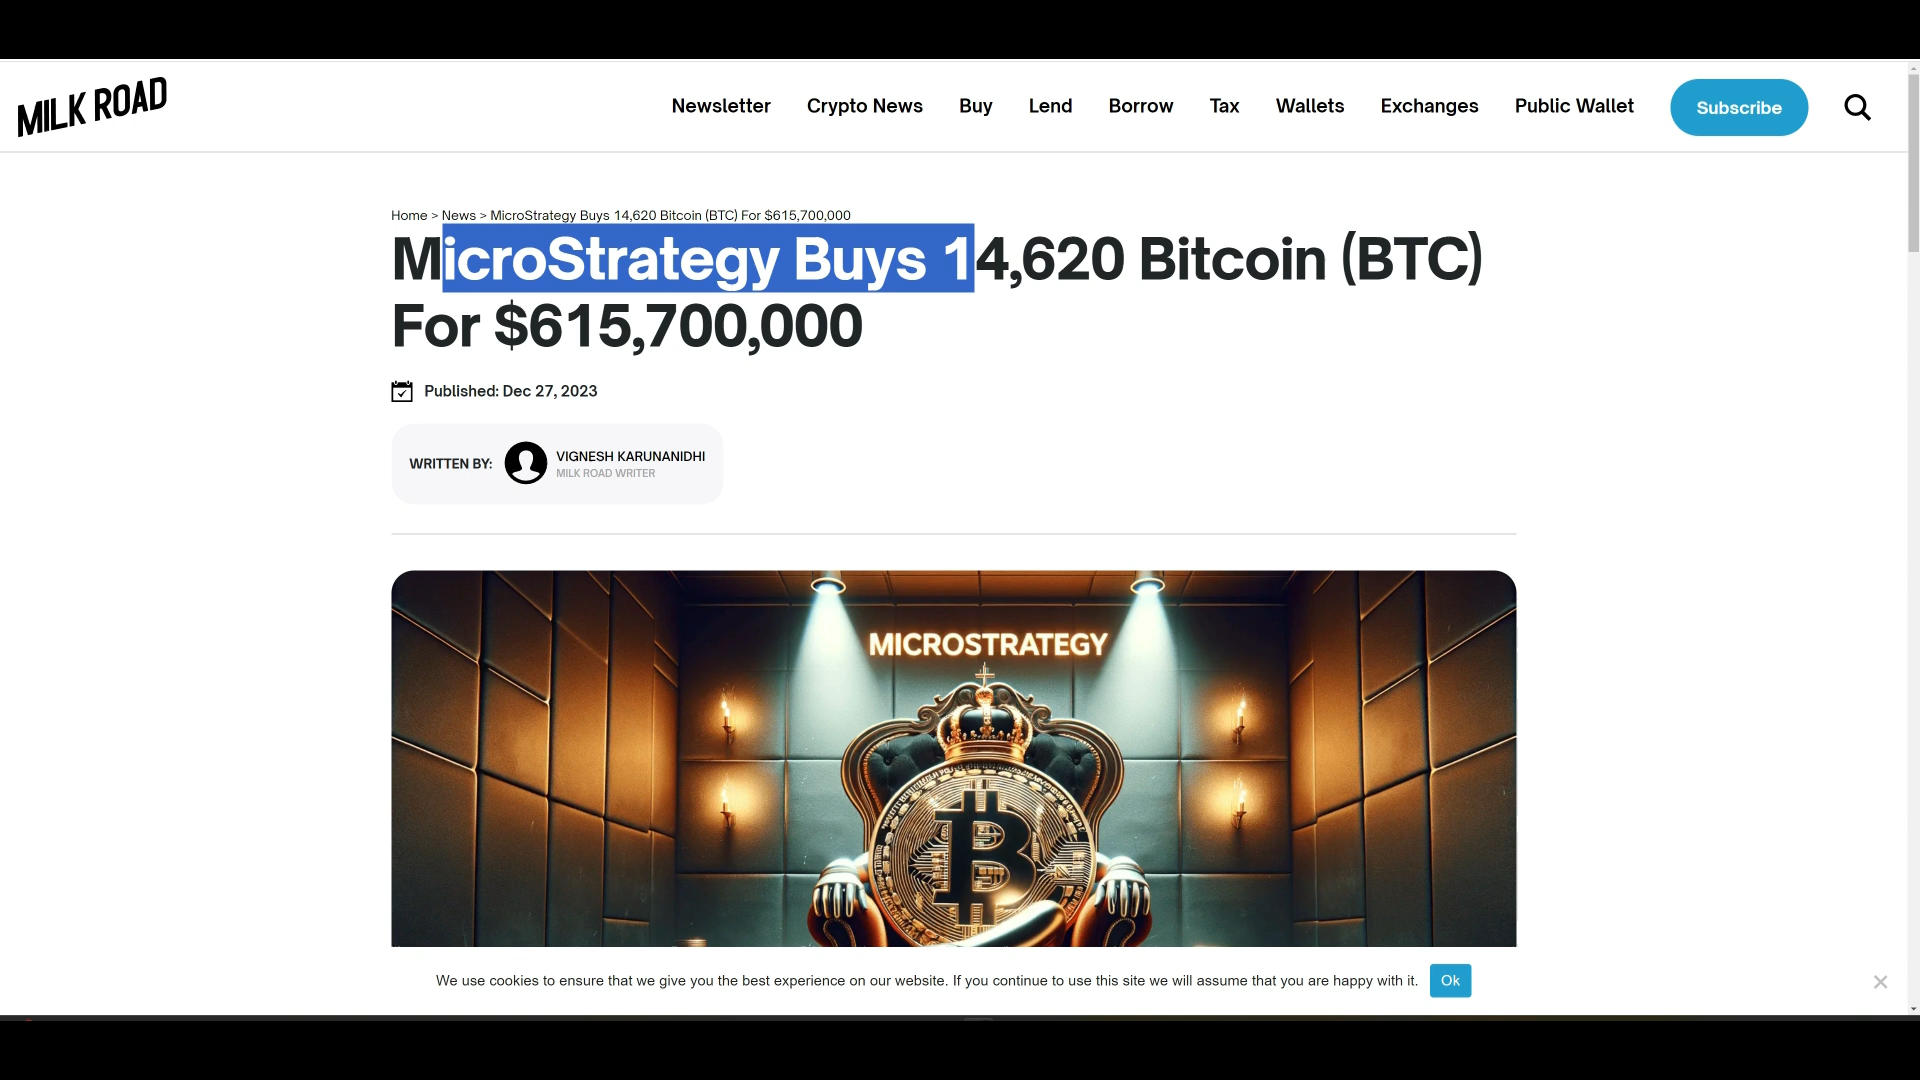 MILK ROAD
Newsletter Crypto News Buy Lend Borrow Tax Wallets Exchanges Public Wallet Subscribe
Home > News > MicroStrategy Buys 14,620 Bitcoin (BTC) For $615,700,000
MicroStrategy Buys 14,620 Bitcoin (BTC)
For $615,700,000
Published: Dec 27, 2023
WRITTEN BY: VIGNESH KARUNANIDHI
MILK ROAD WRITER
MICROSTRATEGY
We use cookies to ensure that we give you the best experience on our website. If you continue to use this site we will assume that you are happy with it. Ok